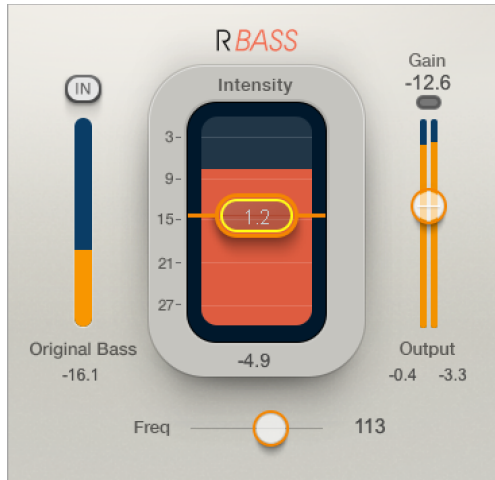 R BASS
Gain
-12.6
IN
Intensity
3
9
15
21
27
1.2
Original Bass
-16.1
-4.9
Output
-0.4 -3.3
Freq
113